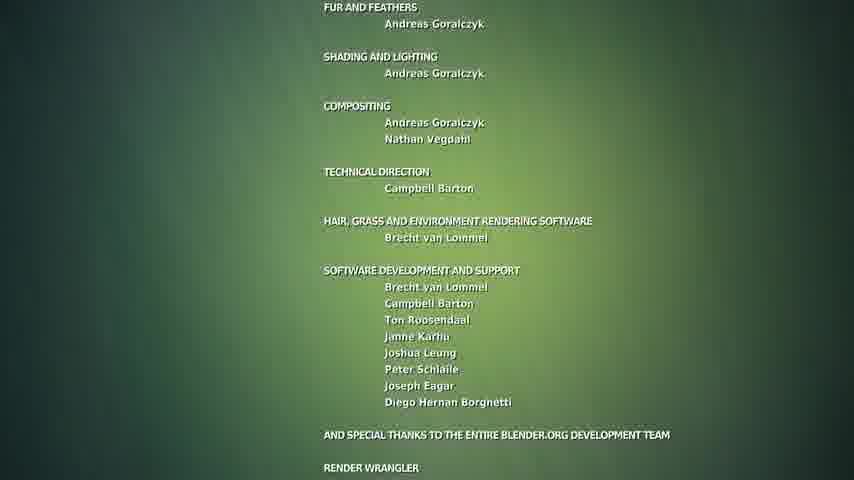 FUR AND FEATHERS
Andreas Goralczyk
SHADING AND LIGHTING
Andreas Goralczyk
COMPOSITING
Andreas Goralczyk
Nathan Vegdahl
TECHNICAL DIRECTION
Campbell Barton
HAIR, GRASS AND ENVIRONMENT RENDERING SOFTWARE
Brecht van Lommel
SOFTWARE DEVELOPMENT AND SUPPORT
Brecht van Lommel
Campbell Barton
Ton Roosendaal
Janne Karhu
Joshua Leung
Peter Schlaile
Joseph Eagar
Diego Hernan Borghetti
AND SPECIAL THANKS TO THE ENTIRE BLENDER.ORG DEVELOPMENT TEAM
RENDER WRANGLER